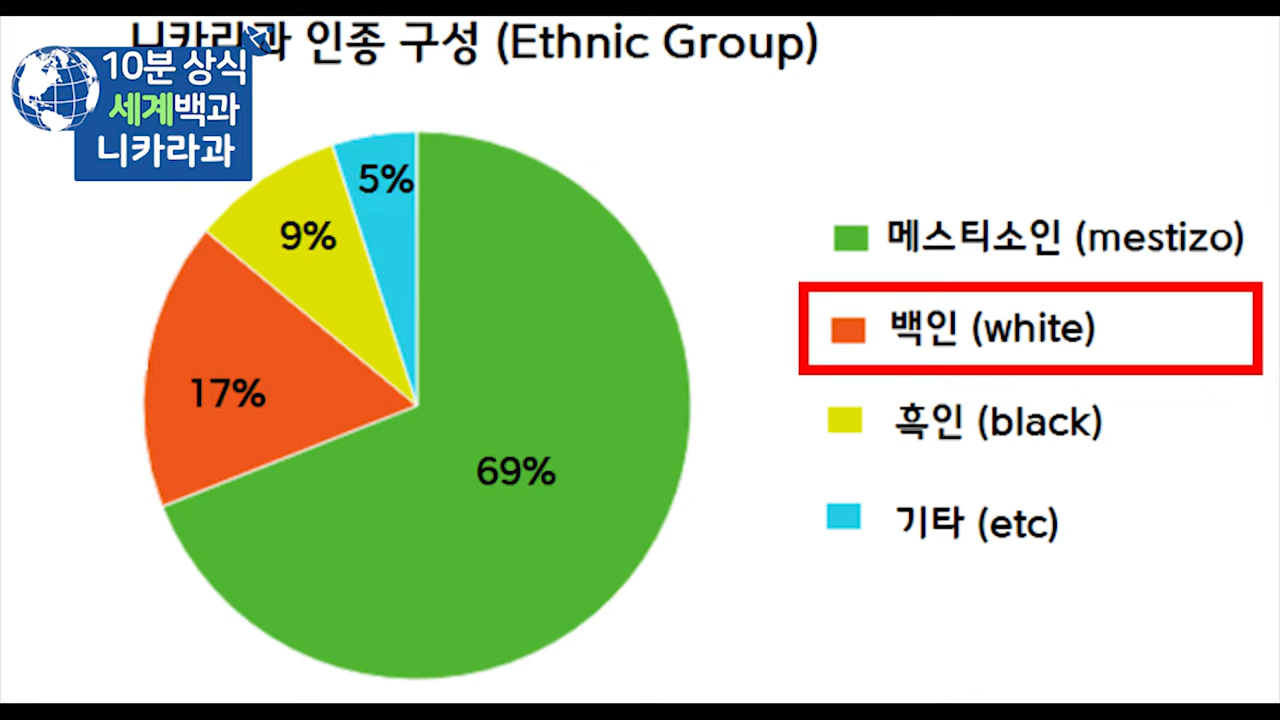 니카라과 인종 구성 (Ethnic Group)
10분 상식
세계백과
니카라과
5%
9%
17%
69%
메스티소인 (mestizo)
백인 (white)
흑인 (black)
기타 (etc)